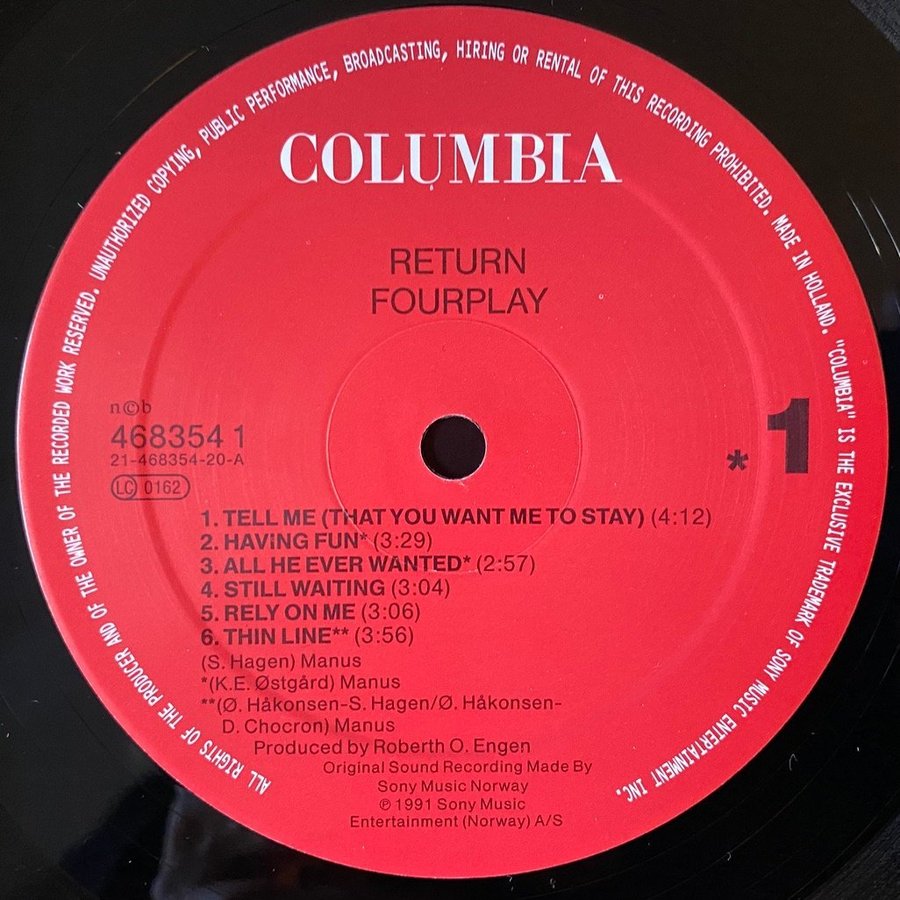 ALL RIGHTS OF THE PRODUCER AND OF THE OWNER OF THE RECORDED WORK RESERVED. UNAUTHORIZED COPYING, PUBLIC PERFORMANCE, BROADCASTING, HIRING OR RENTAL OF THIS RECORDING PROHIBITED. MADE IN HOLLAND. "COLUMBIA" IS THE EXCLUSIVE TRADEMARK OF SONY MUSIC ENTERTAINMENT INC.
COLUMBIA
RETURN
FOURPLAY
n©b
468354 1
21-468354-20-A
LC 0162
* 1
1. TELL ME (THAT YOU WANT ME TO STAY) (4:12)
2. HAViNG FUN* (3:29)
3. ALL HE EVER WANTED* (2:57)
4. STILL WAITING (3:04)
5. RELY ON ME (3:06)
6. THIN LINE** (3:56)
(S. Hagen) Manus
*(K.E. Østgård) Manus
**(Ø. Håkonsen-S. Hagen/Ø. Håkonsen-
D. Chocron) Manus
Produced by Roberth O. Engen
Original Sound Recording Made By
Sony Music Norway
℗ 1991 Sony Music
Entertainment (Norway) A/S